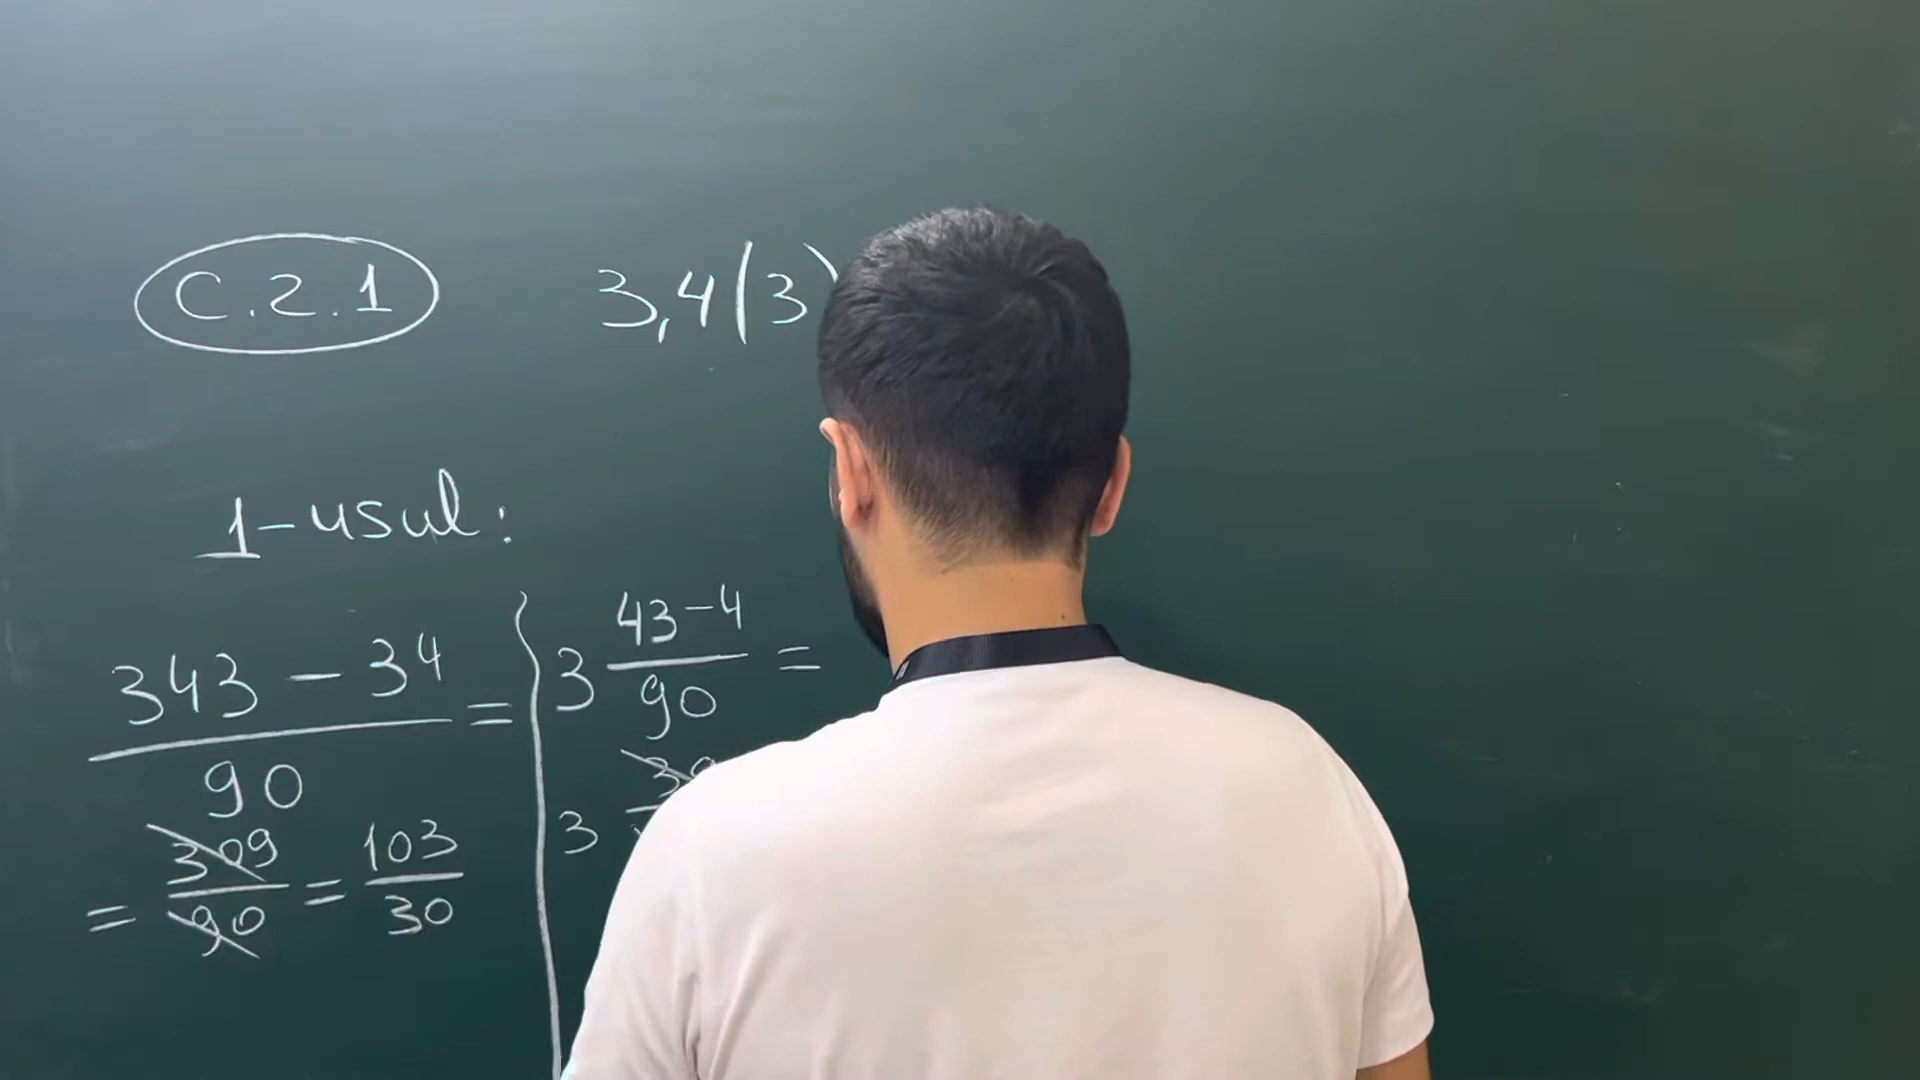 C.2.1
3,4(3)
1-usul:
343-34
90
=
= 309/90 = 103/30
3 43-4/90 =
3